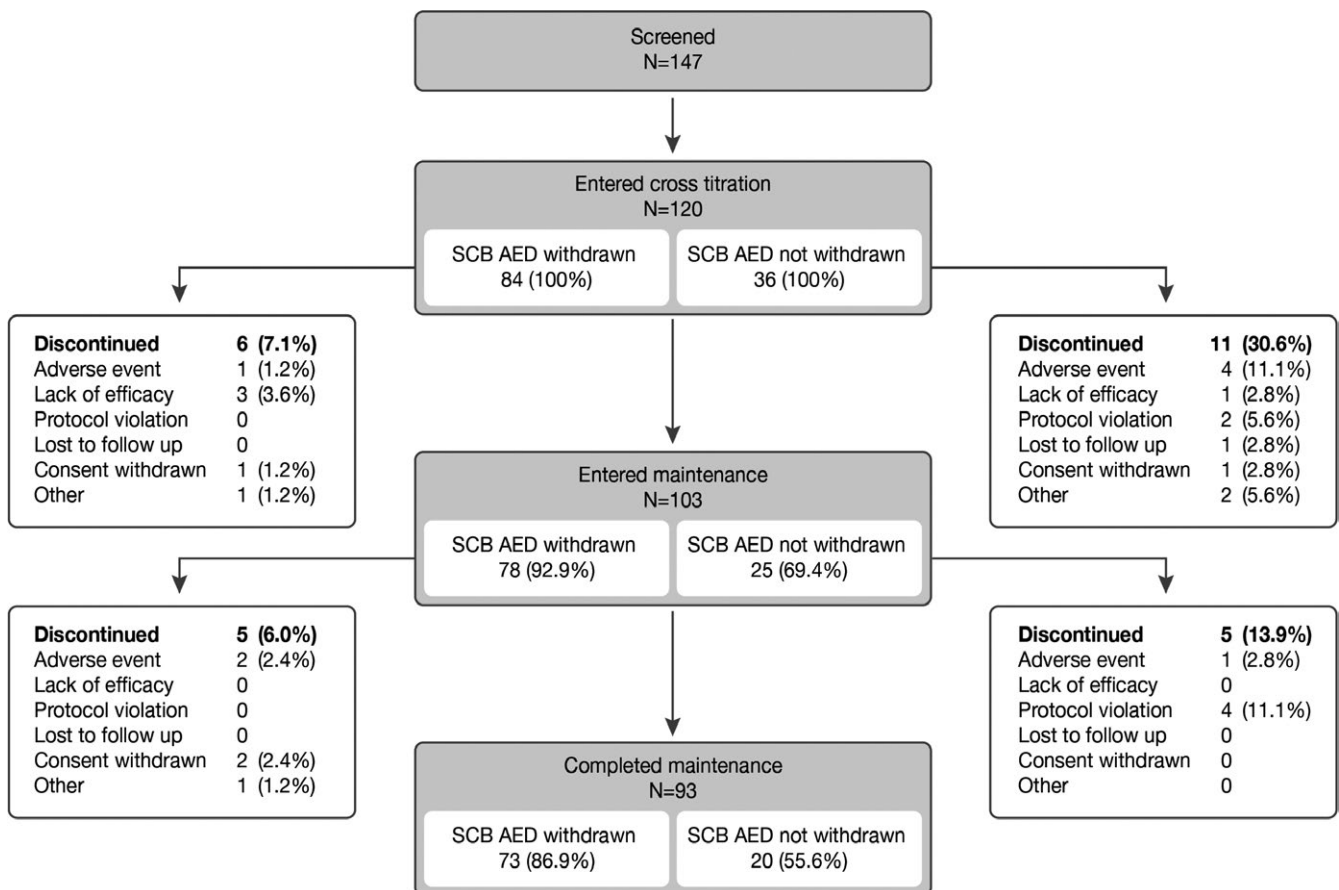 Screened
N=147
Entered cross titration
N=120
SCB AED withdrawn
84 (100%)
SCB AED not withdrawn
36 (100%)
Discontinued 6 (7.1%)
Adverse event 1 (1.2%)
Lack of efficacy 3 (3.6%)
Protocol violation 0
Lost to follow up 0
Consent withdrawn 1 (1.2%)
Other 1 (1.2%)
Discontinued 11 (30.6%)
Adverse event 4 (11.1%)
Lack of efficacy 1 (2.8%)
Protocol violation 2 (5.6%)
Lost to follow up 1 (2.8%)
Consent withdrawn 1 (2.8%)
Other 2 (5.6%)
Entered maintenance
N=103
SCB AED withdrawn
78 (92.9%)
SCB AED not withdrawn
25 (69.4%)
Discontinued 5 (6.0%)
Adverse event 2 (2.4%)
Lack of efficacy 0
Protocol violation 0
Lost to follow up 0
Consent withdrawn 2 (2.4%)
Other 1 (1.2%)
Discontinued 5 (13.9%)
Adverse event 1 (2.8%)
Lack of efficacy 0
Protocol violation 4 (11.1%)
Lost to follow up 0
Consent withdrawn 0
Other 0
Completed maintenance
N=93
SCB AED withdrawn
73 (86.9%)
SCB AED not withdrawn
20 (55.6%)